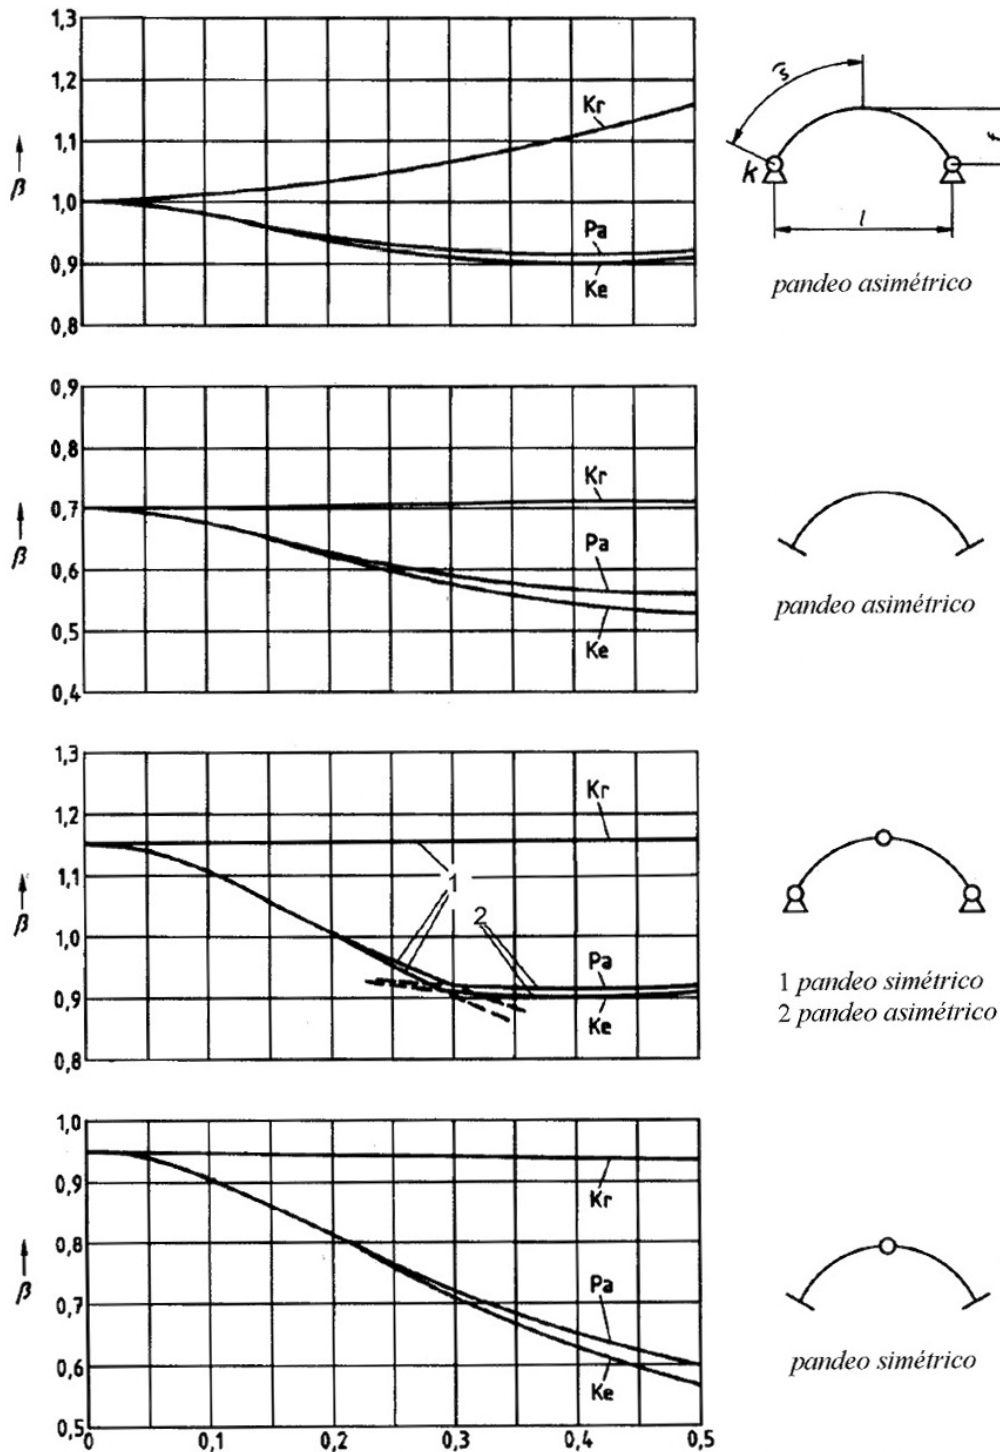 1,3
1,2
1,1
1,0
0,9
0,8
β
Kr
Pa
Ke
s
k
f
l
pandeo asimétrico
0,9
0,8
0,7
0,6
0,5
0,4
β
Kr
Pa
Ke
pandeo asimétrico
1,3
1,2
1,1
1,0
0,9
0,8
β
Kr
1
2
Pa
Ke
1 pandeo simétrico
2 pandeo asimétrico
1,0
0,9
0,8
0,7
0,6
0,5
β
Kr
Pa
Ke
pandeo simétrico
0 0,1 0,2 0,3 0,4 0,5